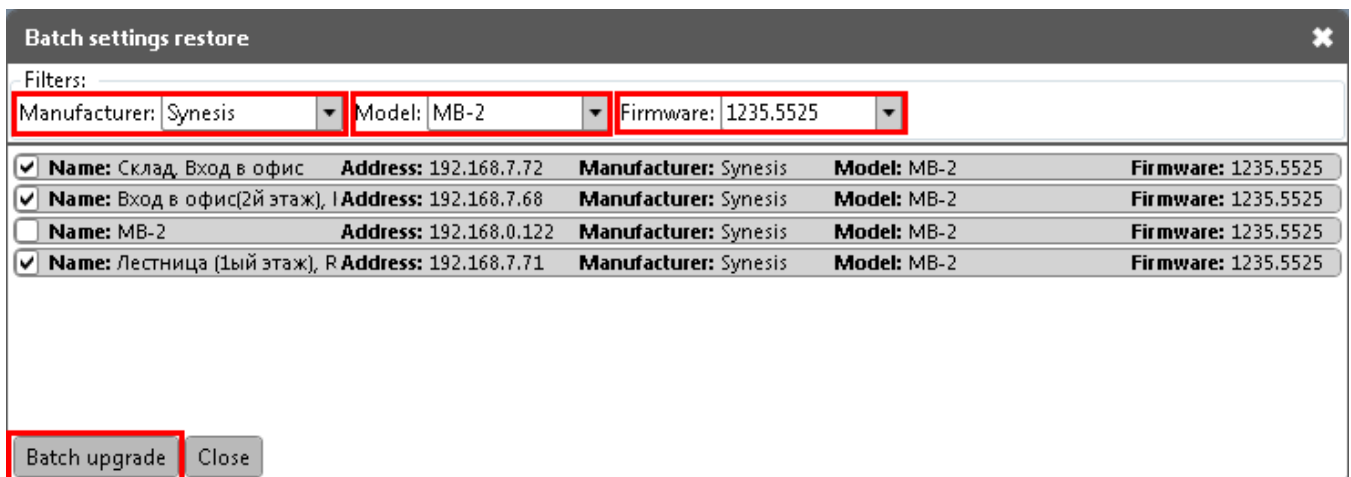 Batch settings restore
Filters:
Manufacturer: Synesis Model: MB-2 Firmware: 1235.5525
Name: Склад, Вход в офис Address: 192.168.7.72 Manufacturer: Synesis Model: MB-2 Firmware: 1235.5525
Name: Вход в офис(2й этаж), Address: 192.168.7.68 Manufacturer: Synesis Model: MB-2 Firmware: 1235.5525
Name: MB-2 Address: 192.168.0.122 Manufacturer: Synesis Model: MB-2 Firmware: 1235.5525
Name: Лестница (1ый этаж), R Address: 192.168.7.71 Manufacturer: Synesis Model: MB-2 Firmware: 1235.5525
Batch upgrade Close